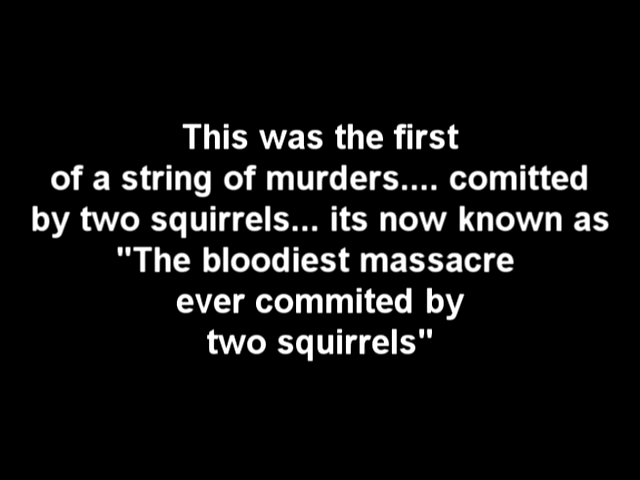 This was the first
of a string of murders.... comitted
by two squirrels... its now known as
"The bloodiest massacre
ever commited by
two squirrels"